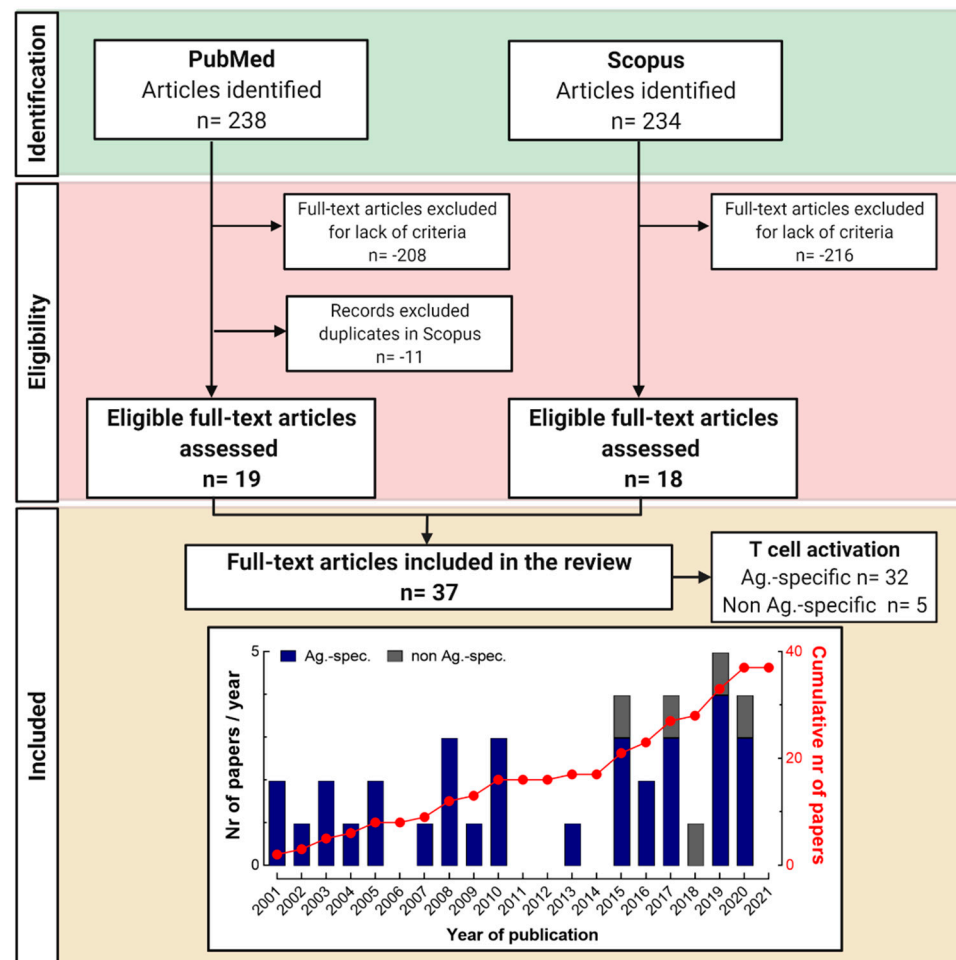 Identification
PubMed
Articles identified
n= 238
Scopus
Articles identified
n= 234
Eligibility
Full-text articles excluded
for lack of criteria
n= -208
Full-text articles excluded
for lack of criteria
n= -216
Records excluded
duplicates in Scopus
n= -11
Eligible full-text articles
assessed
n= 19
Eligible full-text articles
assessed
n= 18
Included
Full-text articles included in the review
n= 37
T cell activation
Ag.-specific n= 32
Non Ag.-specific n= 5
Ag.-spec.
non Ag.-spec.
Nr of papers / year
5
0
Cumulative nr of papers
40
20
0
2001
2002
2003
2004
2005
2006
2007
2008
2009
2010
2011
2012
2013
2014
2015
2016
2017
2018
2019
2020
2021
Year of publication